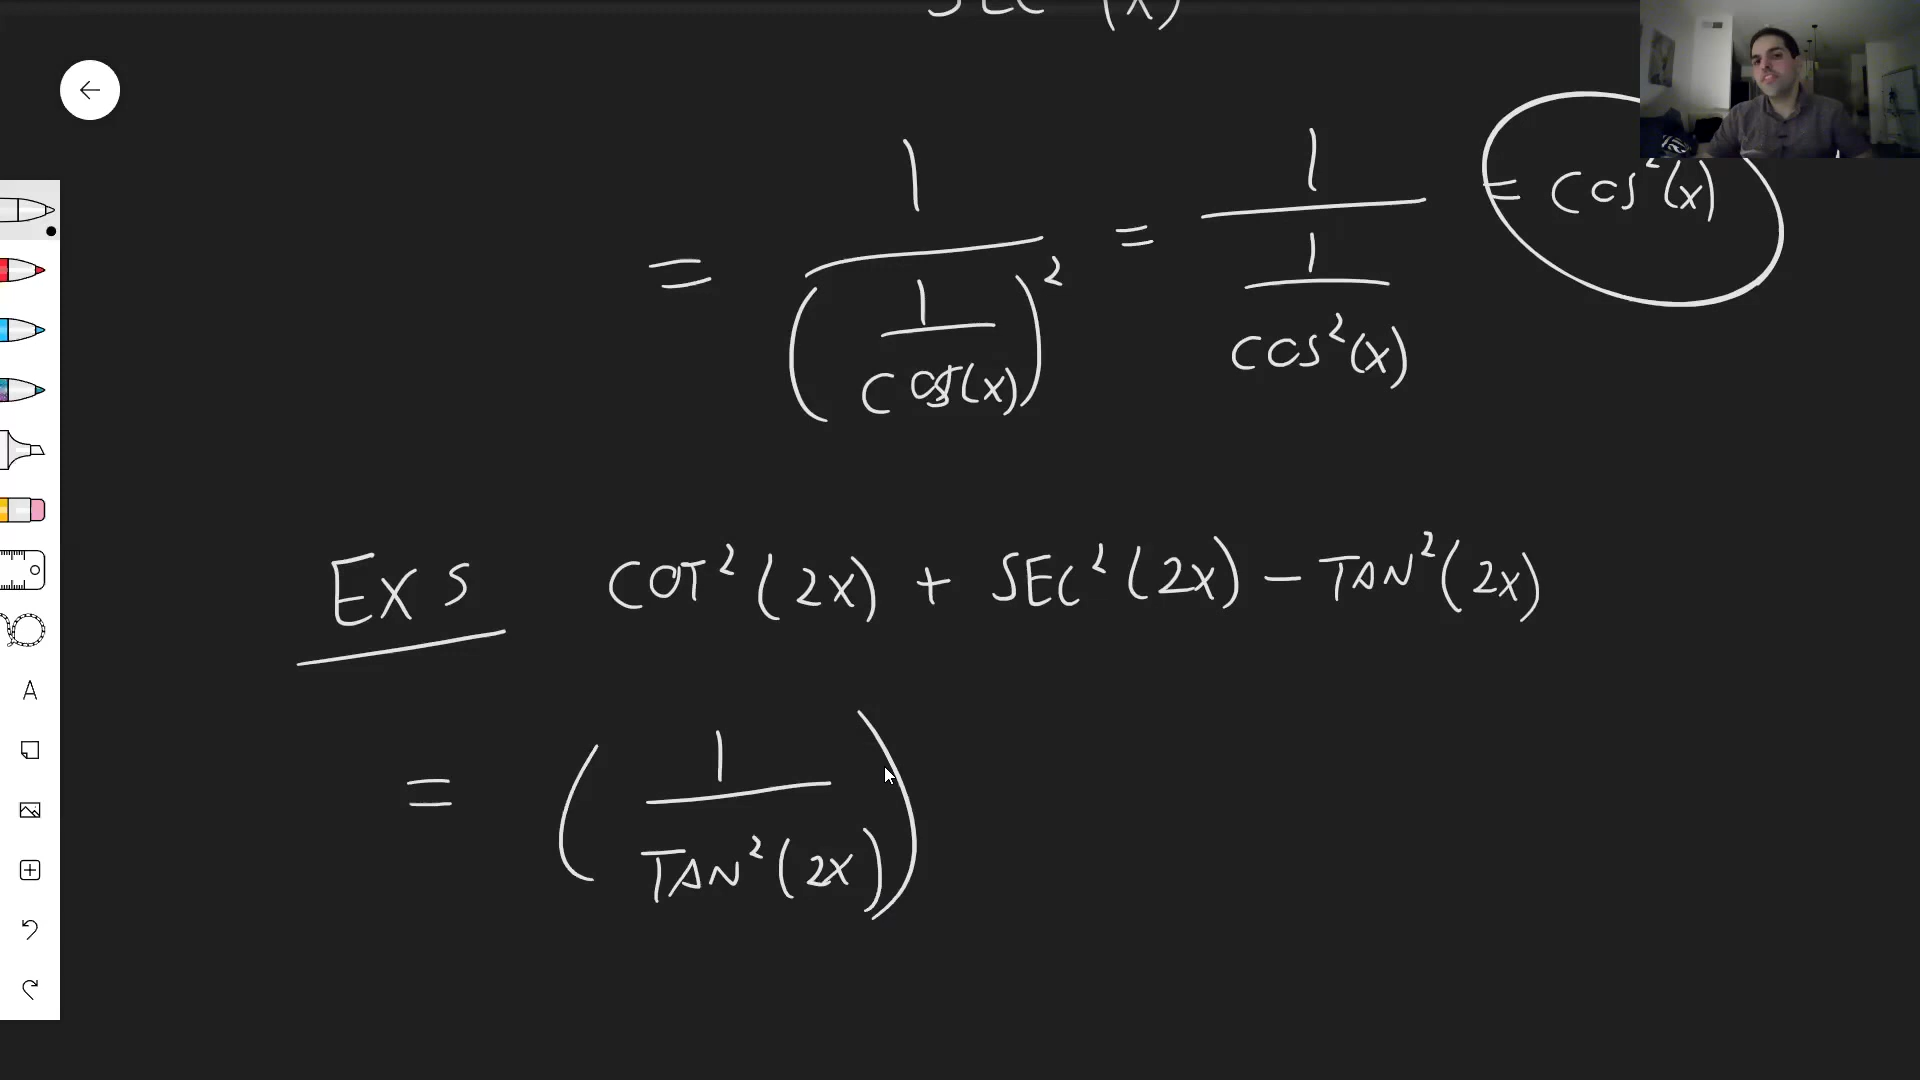 SEC (x)
= 1 / (1 / cos(x))² = 1 / (1 / cos²(x)) = cos²(x)
EX 5 COT²(2x) + SEC²(2x) − TAN²(2x)
= (1 / TAN²(2x))
A